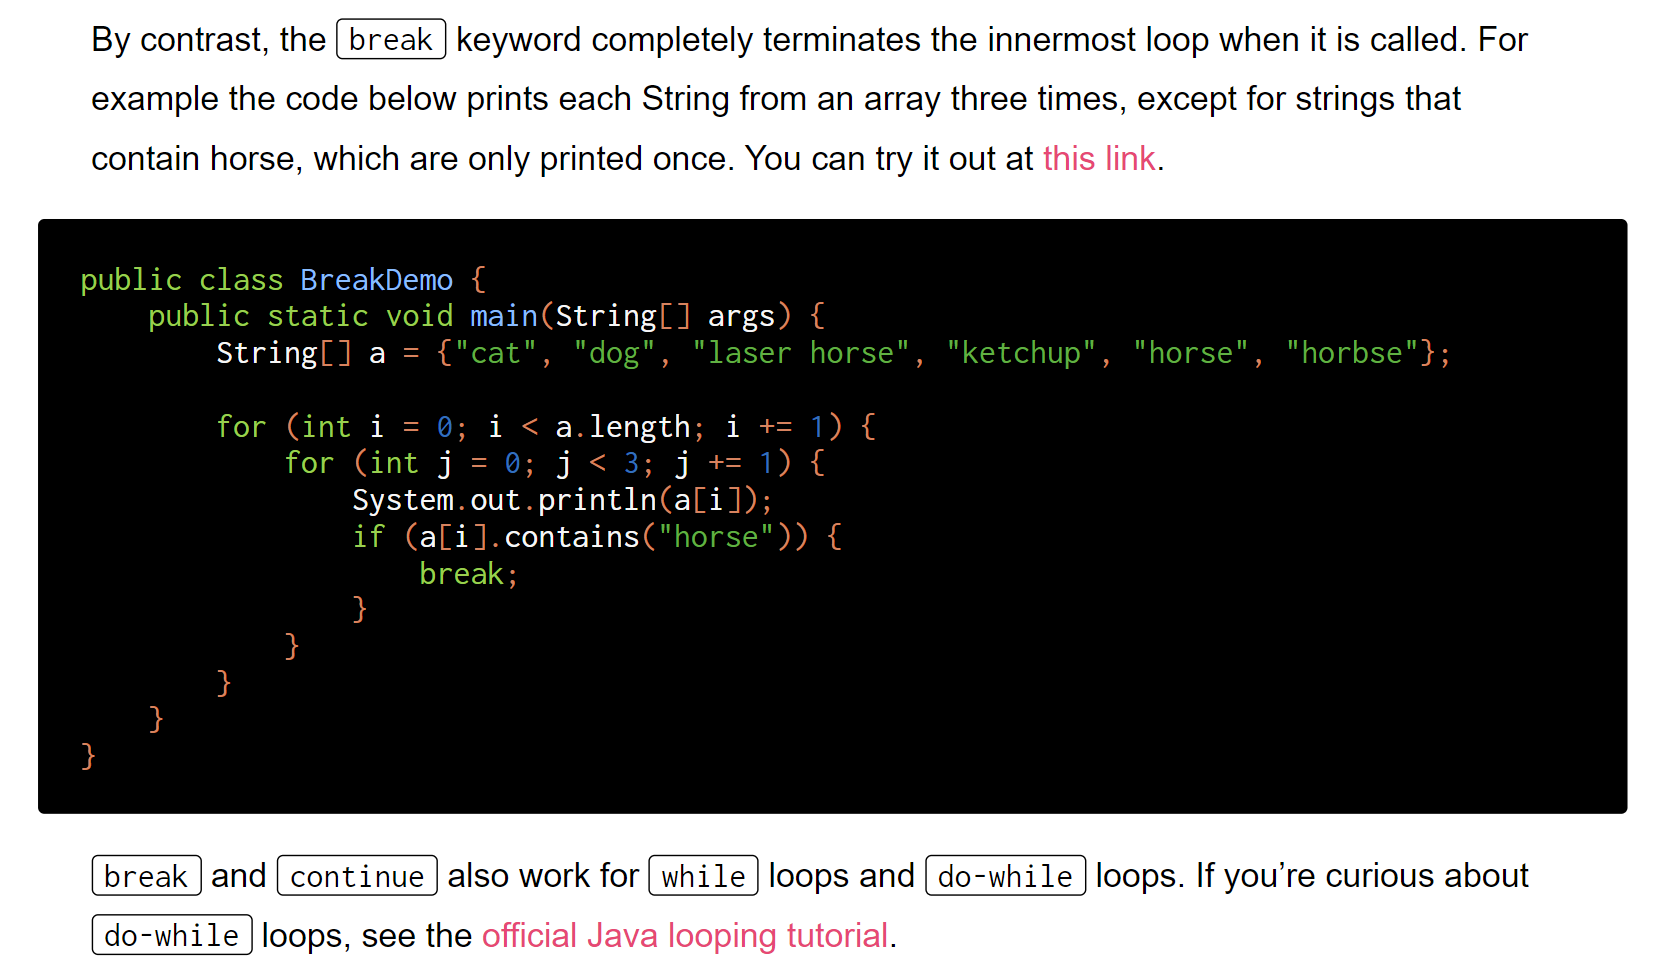 By contrast, the break keyword completely terminates the innermost loop when it is called. For
example the code below prints each String from an array three times, except for strings that
contain horse, which are only printed once. You can try it out at this link.
public class BreakDemo {
    public static void main(String[] args) {
        String[] a = {"cat", "dog", "laser horse", "ketchup", "horse", "horbse"};

        for (int i = 0; i < a.length; i += 1) {
            for (int j = 0; j < 3; j += 1) {
                System.out.println(a[i]);
                if (a[i].contains("horse")) {
                    break;
                }
            }
        }
    }
}
break and continue also work for while loops and do-while loops. If you’re curious about
do-while loops, see the official Java looping tutorial.